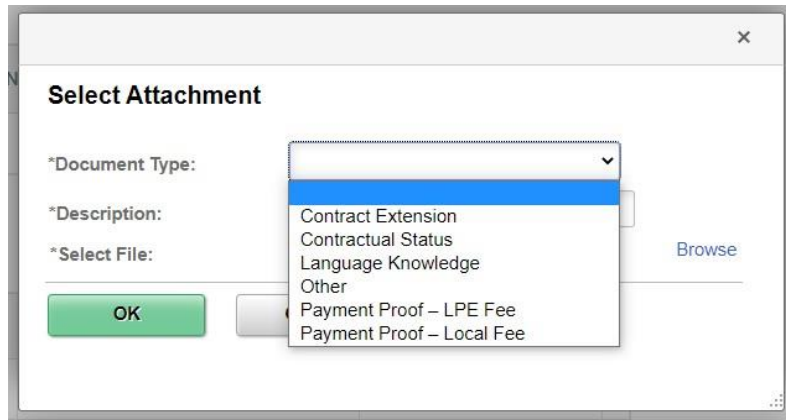 ×
Select Attachment
*Document Type:
*Description:
Contract Extension
Contractual Status
*Select File:
Browse
Language Knowledge
Other
OK
Payment Proof – LPE Fee
Payment Proof – Local Fee